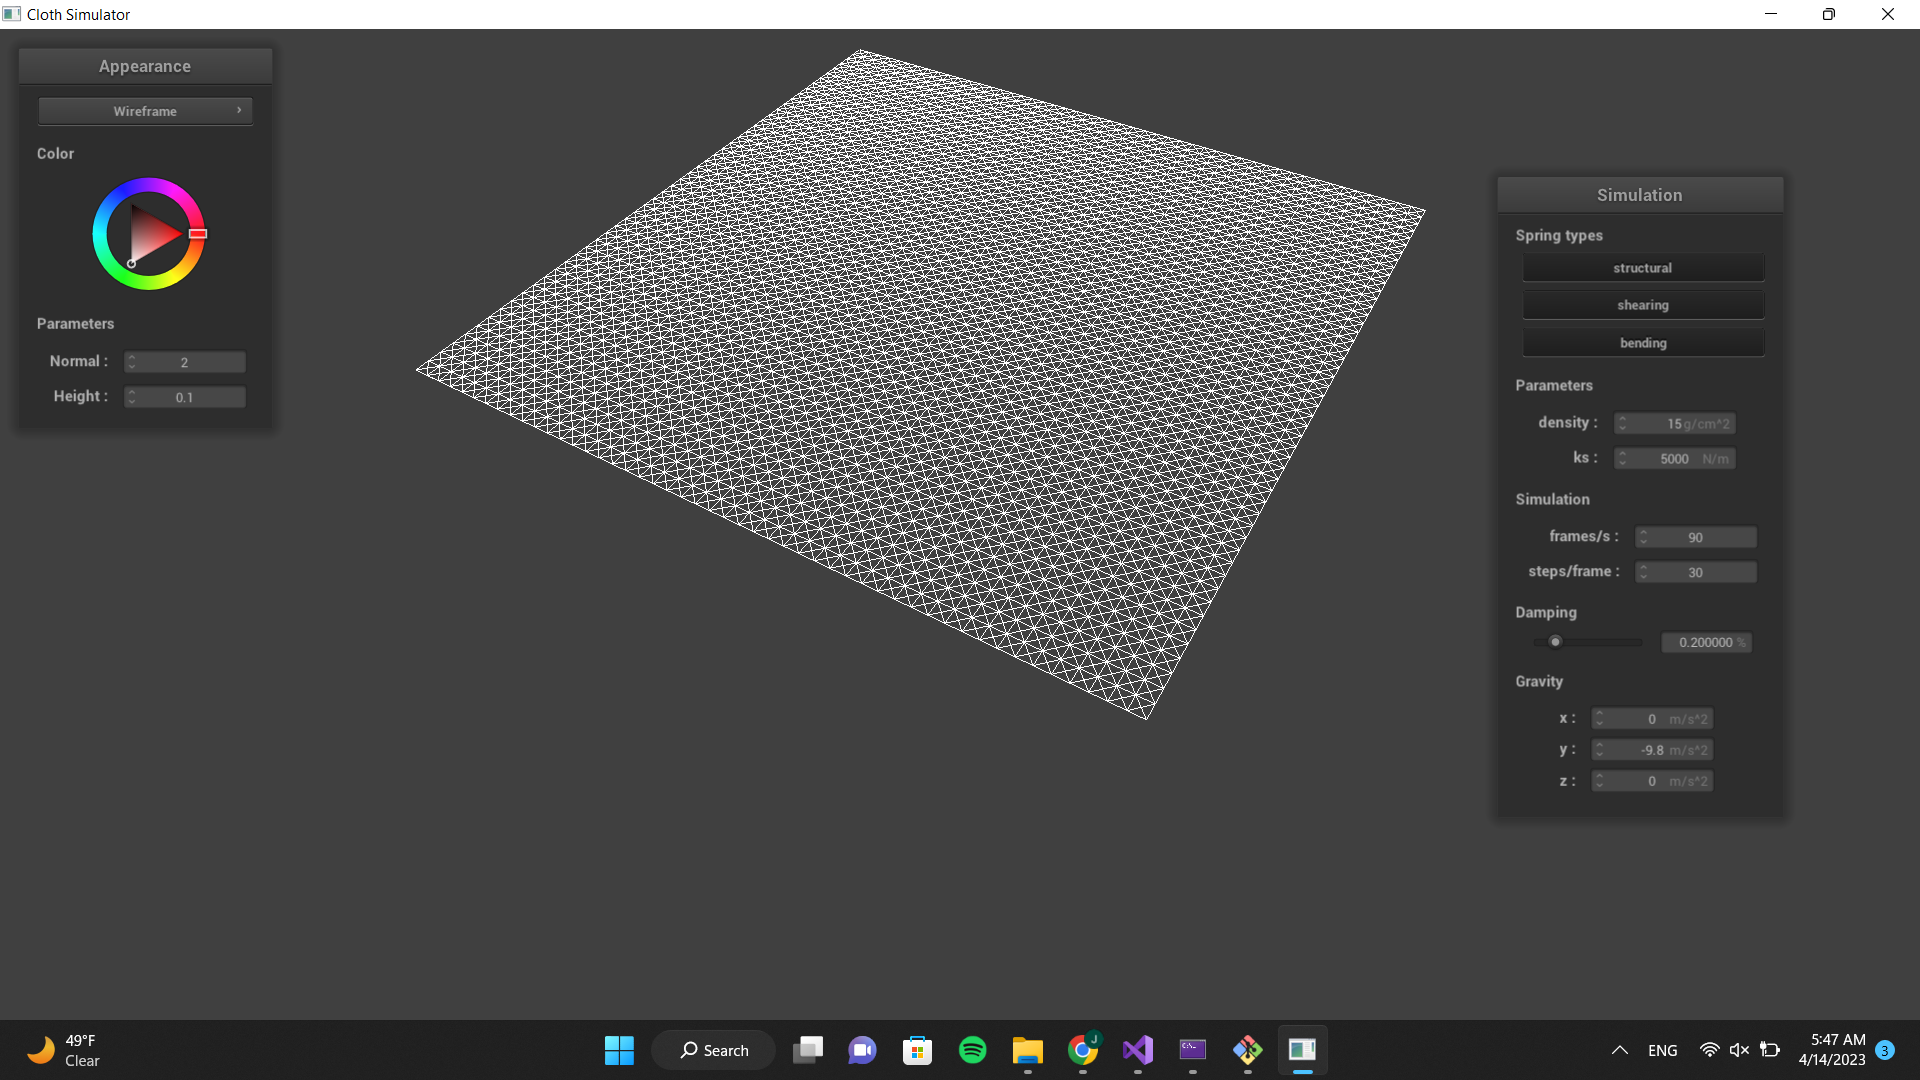 Cloth Simulator
Appearance
Wireframe
Color
Parameters
Normal : 2
Height : 0.1
Simulation
Spring types
structural
shearing
bending
Parameters
density : 15 g/cm^2
ks : 5000 N/m
Simulation
frames/s : 90
steps/frame : 30
Damping
0.200000 %
Gravity
x : 0 m/s^2
y : -9.8 m/s^2
z : 0 m/s^2
49°F
Clear
Search
J
C:\_
ENG
5:47 AM
4/14/2023
3